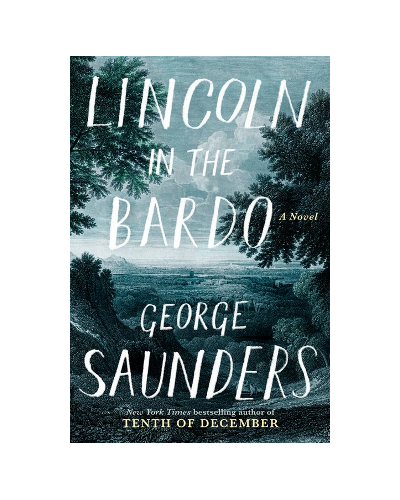 LINCOLN
IN THE
BARDO
A Novel
GEORGE
SAUNDERS
New York Times bestselling author of
TENTH OF DECEMBER